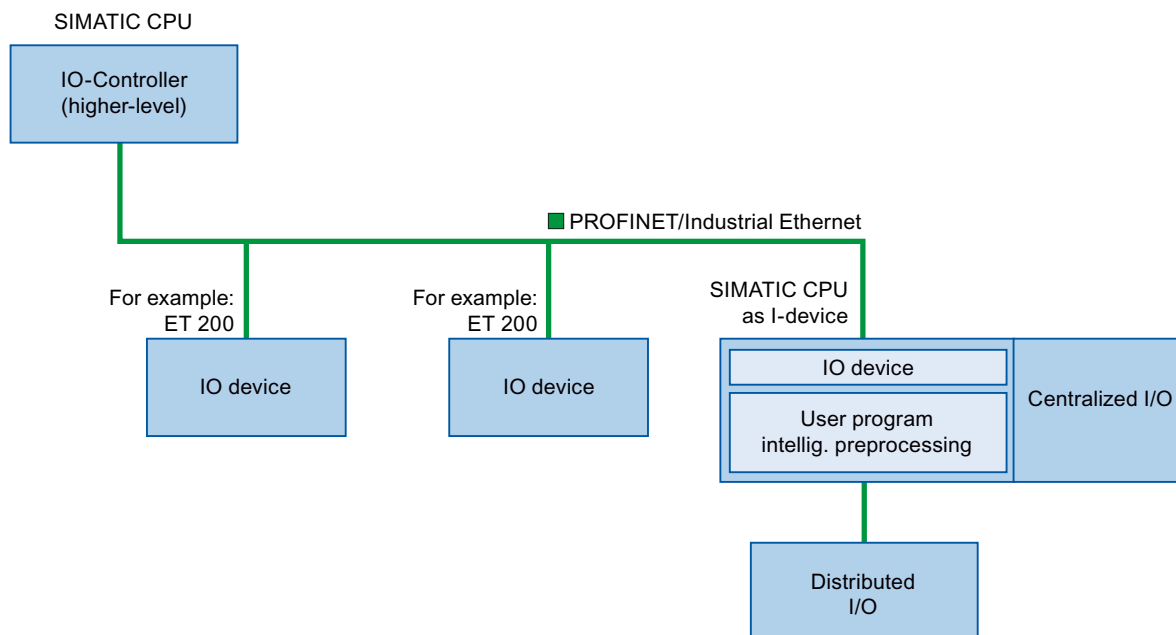 SIMATIC CPU
IO-Controller
(higher-level)
PROFINET/Industrial Ethernet
For example:
ET 200
IO device
For example:
ET 200
IO device
SIMATIC CPU
as I-device
IO device
User program
intellig. preprocessing
Centralized I/O
Distributed
I/O